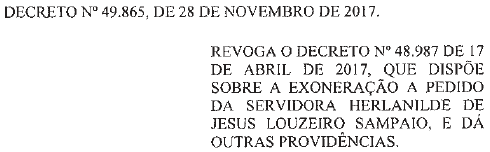 DECRETO Nº 49.865, DE 28 DE NOVEMBRO DE 2017.
REVOGA O DECRETO Nº 48.987 DE 17
DE ABRIL DE 2017, QUE DISPÕE
SOBRE A EXONERAÇÃO A PEDIDO
DA SERVIDORA HERLANILDE DE
JESUS LOUZEIRO SAMPAIO, E DÁ
OUTRAS PROVIDÊNCIAS.